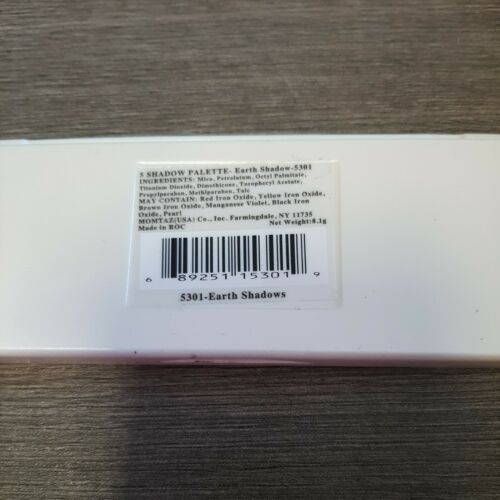 5 SHADOW PALETTE- Earth Shadow-5301
INGREDIENTS: Mica, Petrolatum, Octyl Palmitate,
Titanium Dioxide, Dimethicone, Tocopheryl Acetate,
Propylparaben, Methlparaben, Talc
MAY CONTAIN: Red Iron Oxide, Yellow Iron Oxide,
Brown Iron Oxide, Manganese Violet, Black Iron
Oxide, Pearl
MOMTAZ(USA) Co., Inc. Farmingdale, NY 11735
Made in ROC Net Weight:8.1g
6 89251 15301 9
5301-Earth Shadows